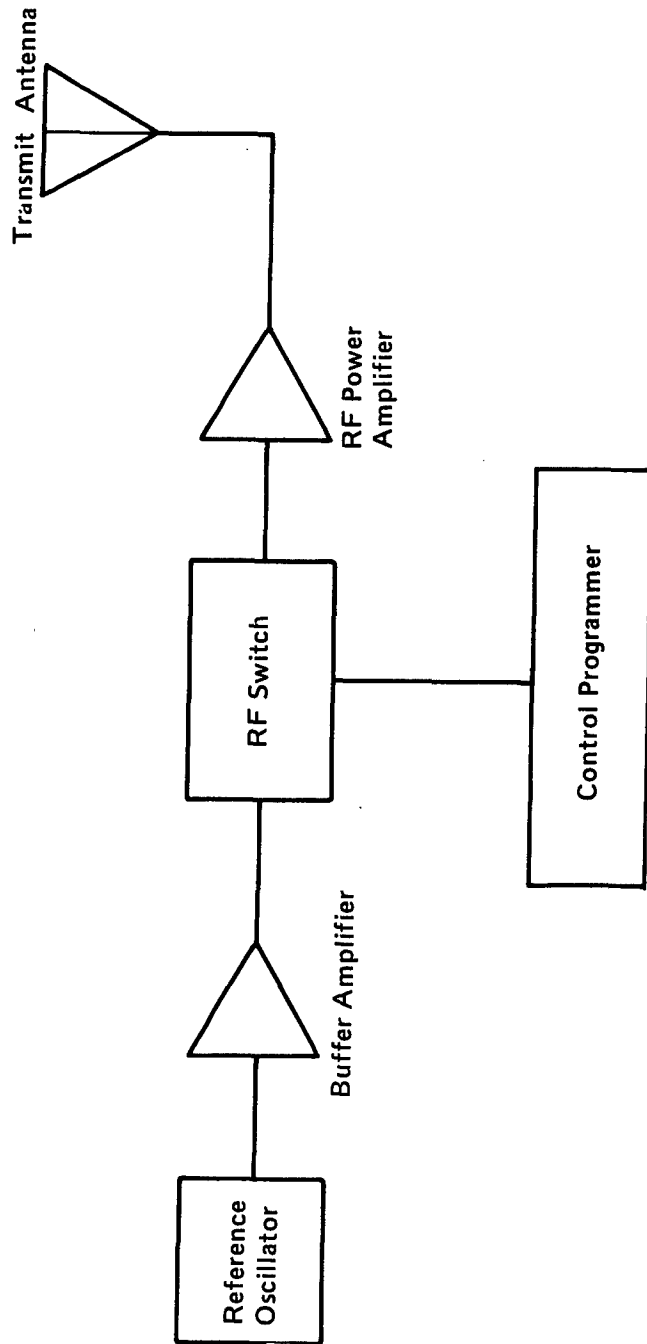 Reference
Oscillator
Buffer Amplifier
RF Switch
Control Programmer
RF Power
Amplifier
Transmit Antenna